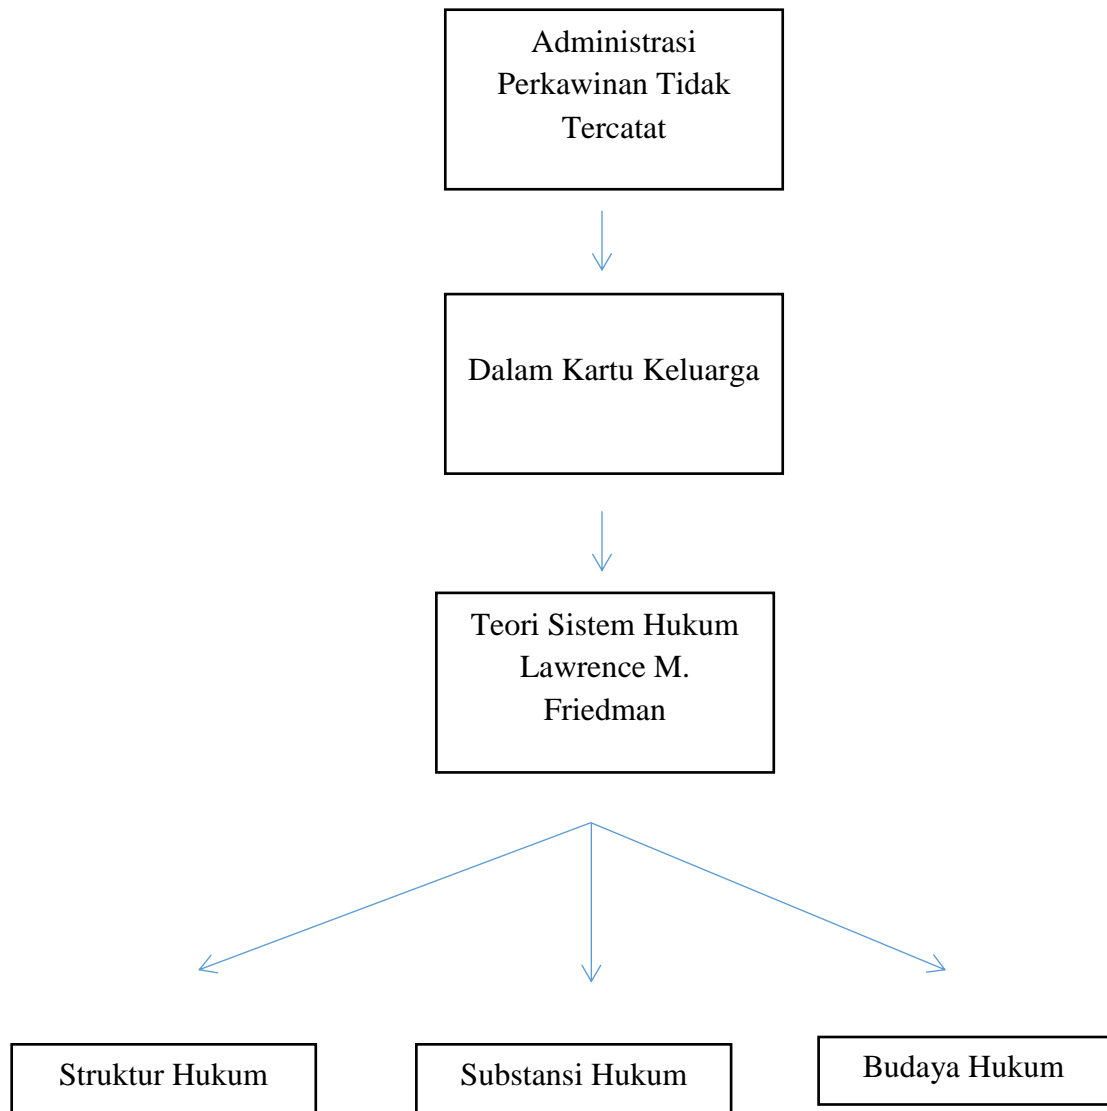 Administrasi
Perkawinan Tidak
Tercatat
Dalam Kartu Keluarga
Teori Sistem Hukum
Lawrence M.
Friedman
Struktur Hukum
Substansi Hukum
Budaya Hukum